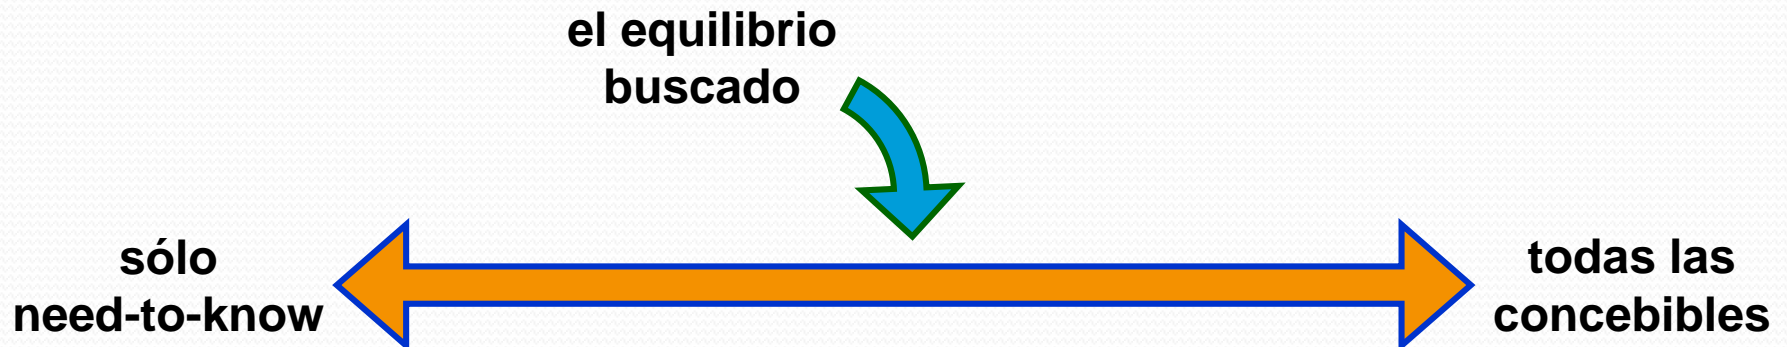 el equilibrio
buscado
sólo
need-to-know
todas las
concebibles